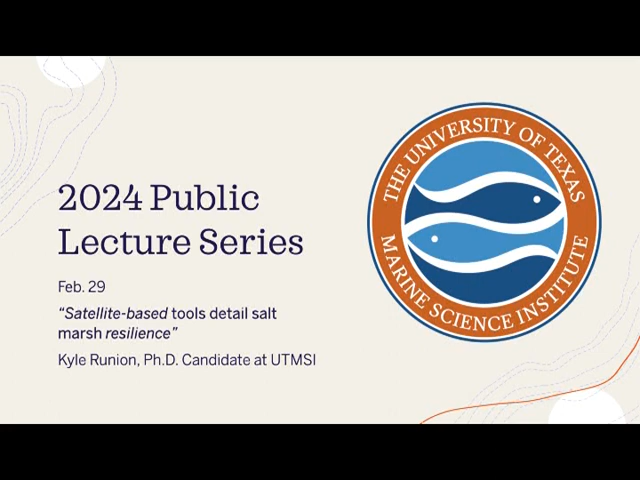 2024 Public
Lecture Series
Feb. 29
“Satellite-based tools detail salt
marsh resilience”
Kyle Runion, Ph.D. Candidate at UTMSI
THE UNIVERSITY OF TEXAS
MARINE SCIENCE INSTITUTE